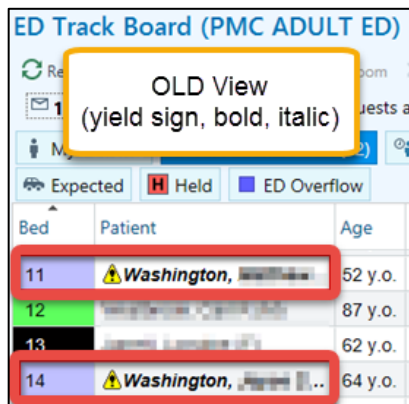 ED Track Board (PMC ADULT ED)
OLD View
(yield sign, bold, italic)
Expected H Held ED Overflow
Bed Patient Age
11 Washington, 52 y.o.
12 87 y.o.
13 62 y.o.
14 Washington, 64 y.o.